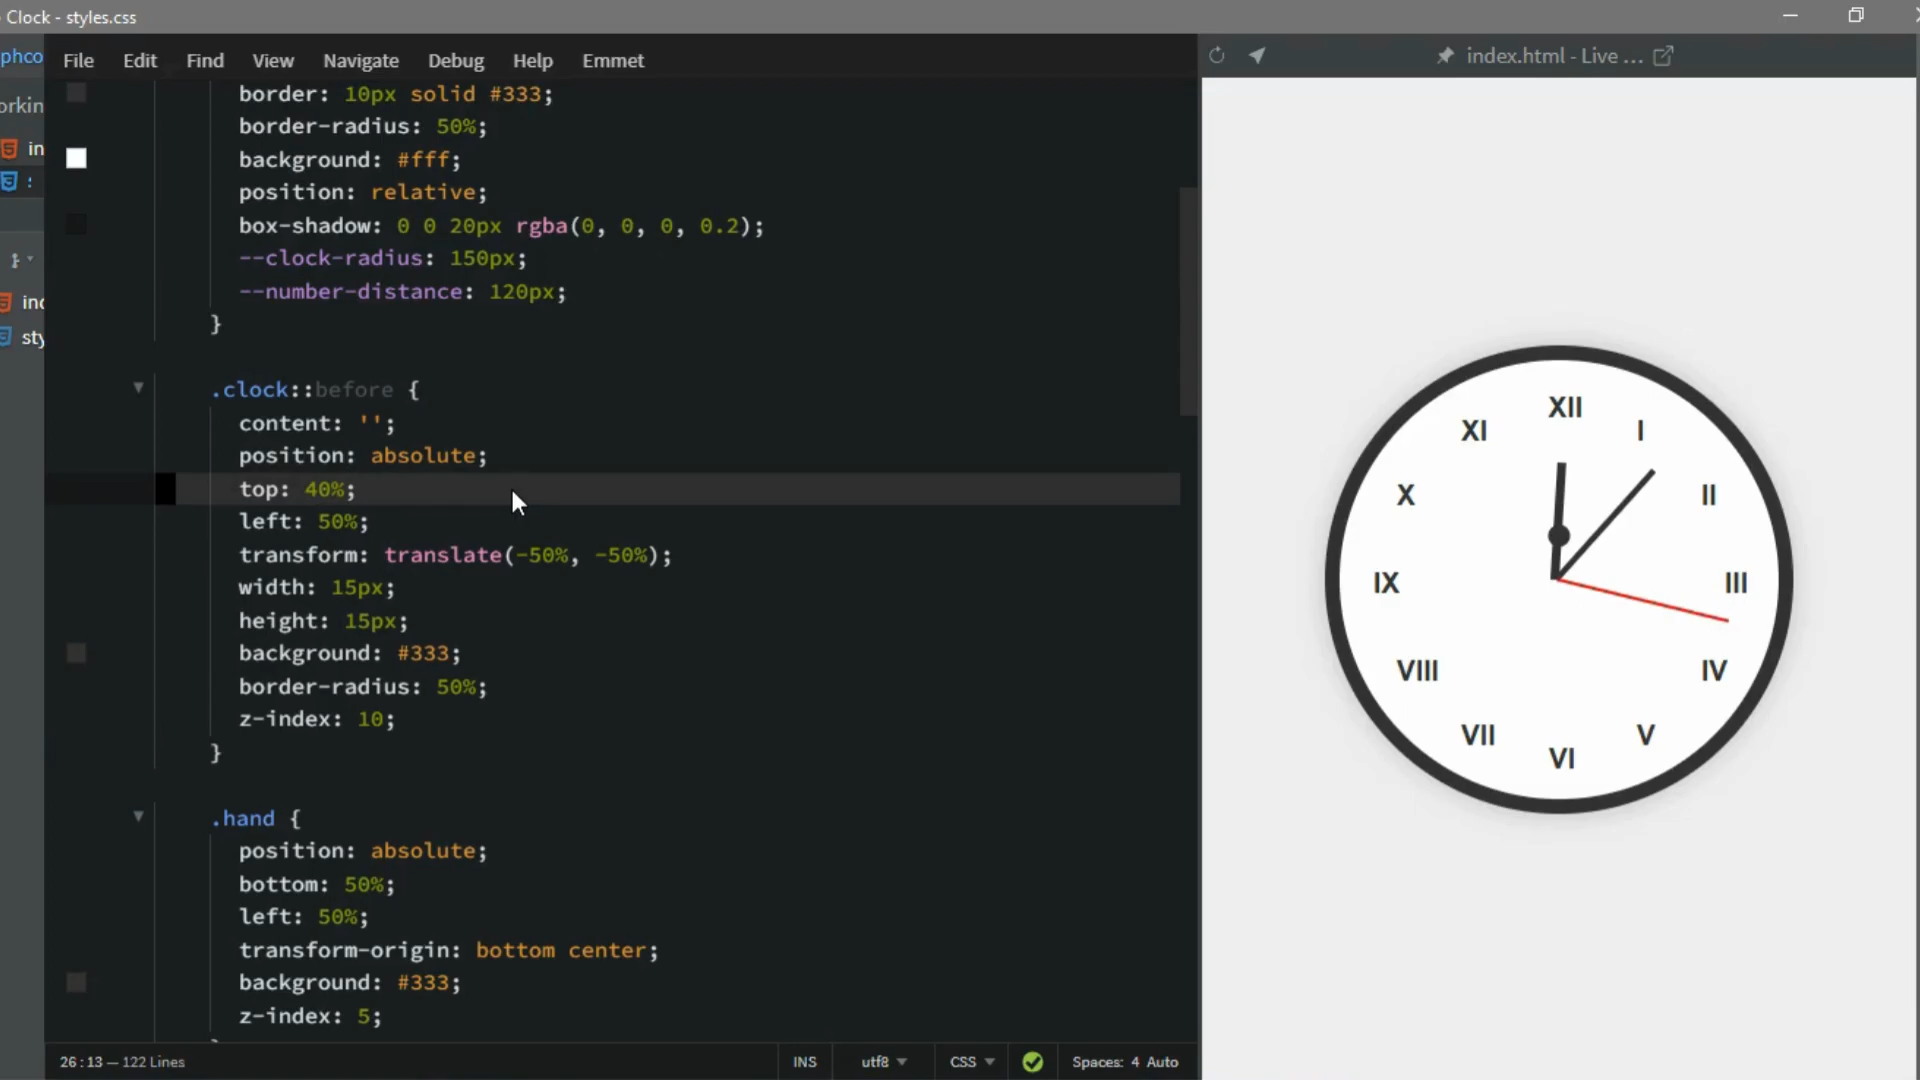 Clock - styles.css
phco
File Edit Find View Navigate Debug Help Emmet
index.html - Live ...
orkin
in
ind
sty
border: 10px solid #333;
border-radius: 50%;
background: #fff;
position: relative;
box-shadow: 0 0 20px rgba(0, 0, 0, 0.2);
--clock-radius: 150px;
--number-distance: 120px;
}
.clock::before {
content: '';
position: absolute;
top: 40%;
left: 50%;
transform: translate(-50%, -50%);
width: 15px;
height: 15px;
background: #333;
border-radius: 50%;
z-index: 10;
}
.hand {
position: absolute;
bottom: 50%;
left: 50%;
transform-origin: bottom center;
background: #333;
z-index: 5;
26:13 — 122 Lines
INS utf8 CSS Spaces: 4 Auto
XII
I
II
III
IV
V
VI
VII
VIII
IX
X
XI